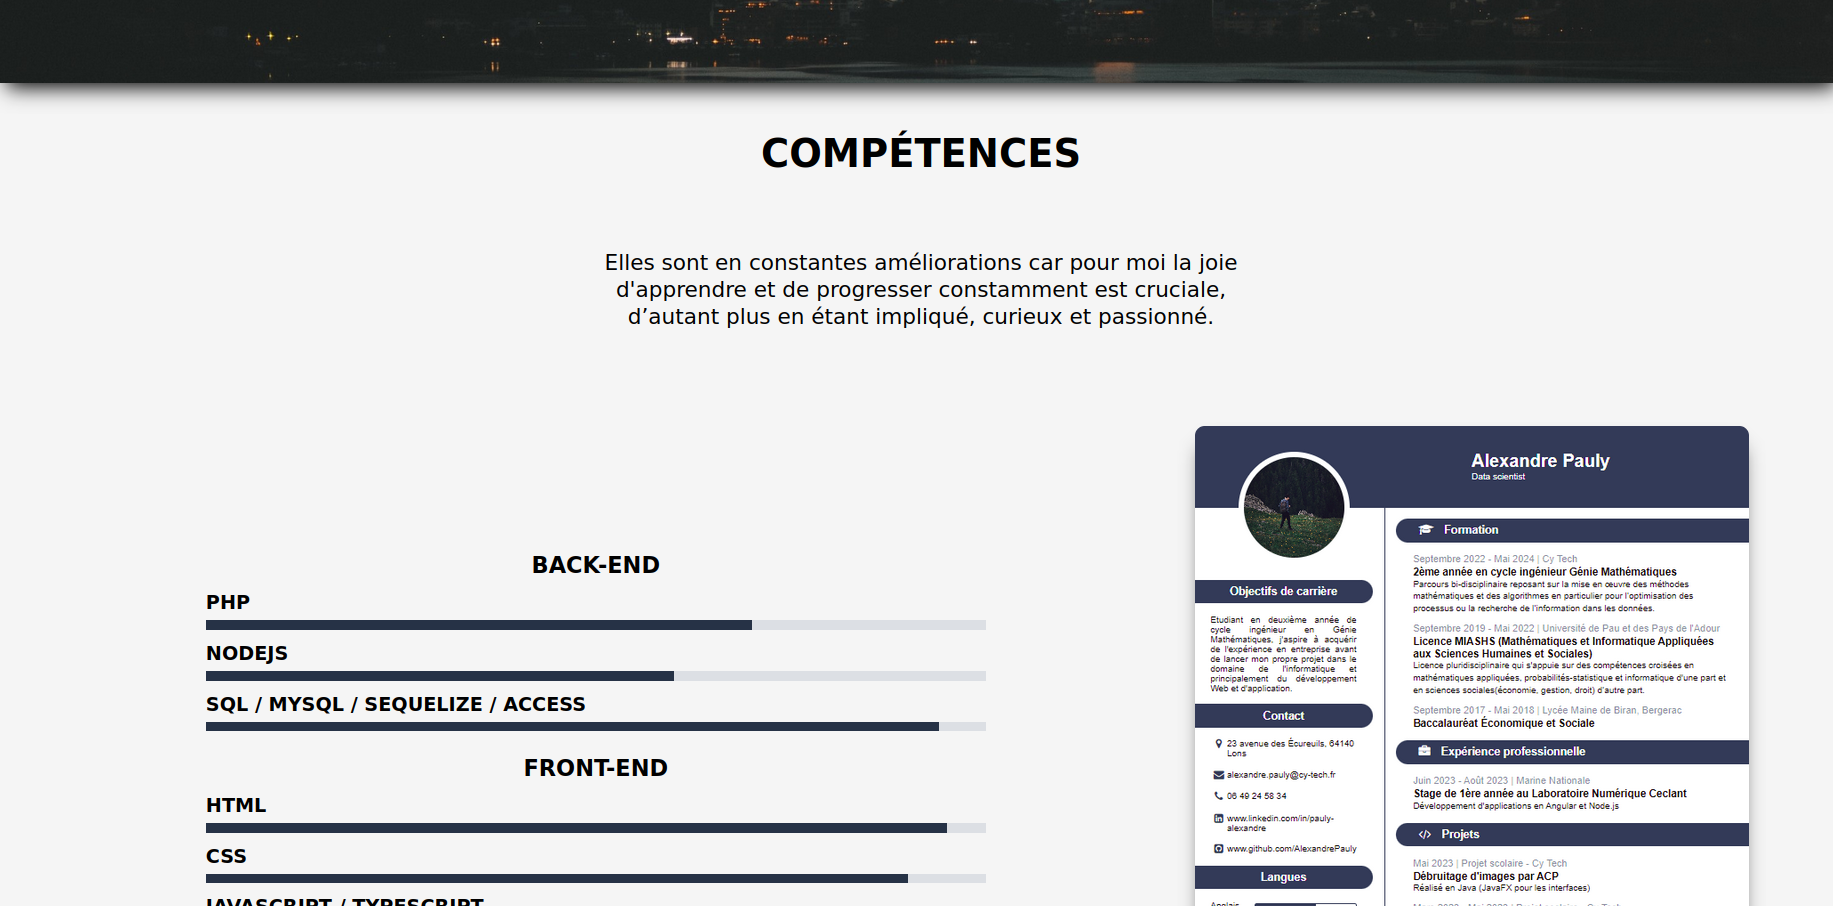 COMPÉTENCES
Elles sont en constantes améliorations car pour moi la joie
d'apprendre et de progresser constamment est cruciale,
d’autant plus en étant impliqué, curieux et passionné.
BACK-END
PHP
NODEJS
SQL / MYSQL / SEQUELIZE / ACCESS
FRONT-END
HTML
CSS
JAVASCRIPT / TYPESCRIPT
Alexandre Pauly
Data scientist
Objectifs de carrière
Etudiant en deuxième année de
cycle ingénieur en Génie
Mathématiques, j'aspire à acquérir
de l'expérience en entreprise avant
de lancer mon propre projet dans le
domaine de l'informatique et
principalement du développement
Web et d'application.
Contact
23 avenue des Écureuils, 64140
Lons
alexandre.pauly@cy-tech.fr
06 49 24 58 34
www.linkedin.com/in/pauly-
alexandre
www.github.com/AlexandrePauly
Langues
Anglais
Formation
Septembre 2022 - Mai 2024 | Cy Tech
2ème année en cycle ingénieur Génie Mathématiques
Parcours bi-disciplinaire reposant sur la mise en œuvre des méthodes
mathématiques et des algorithmes en particulier pour l'optimisation des
processus ou la recherche de l'information dans les données.
Septembre 2019 - Mai 2022 | Université de Pau et des Pays de l'Adour
Licence MIASHS (Mathématiques et Informatique Appliquées
aux Sciences Humaines et Sociales)
Licence pluridisciplinaire qui s'appuie sur des compétences croisées en
mathématiques appliquées, probabilités-statistique et informatique d'une part et
en sciences sociales(économie, gestion, droit) d'autre part.
Septembre 2017 - Mai 2018 | Lycée Maine de Biran, Bergerac
Baccalauréat Économique et Sociale
Expérience professionnelle
Juin 2023 - Août 2023 | Marine Nationale
Stage de 1ère année au Laboratoire Numérique Ceclant
Développement d'applications en Angular et Node.js
Projets
Mai 2023 | Projet scolaire - Cy Tech
Débruitage d'images par ACP
Réalisé en Java (JavaFX pour les interfaces)